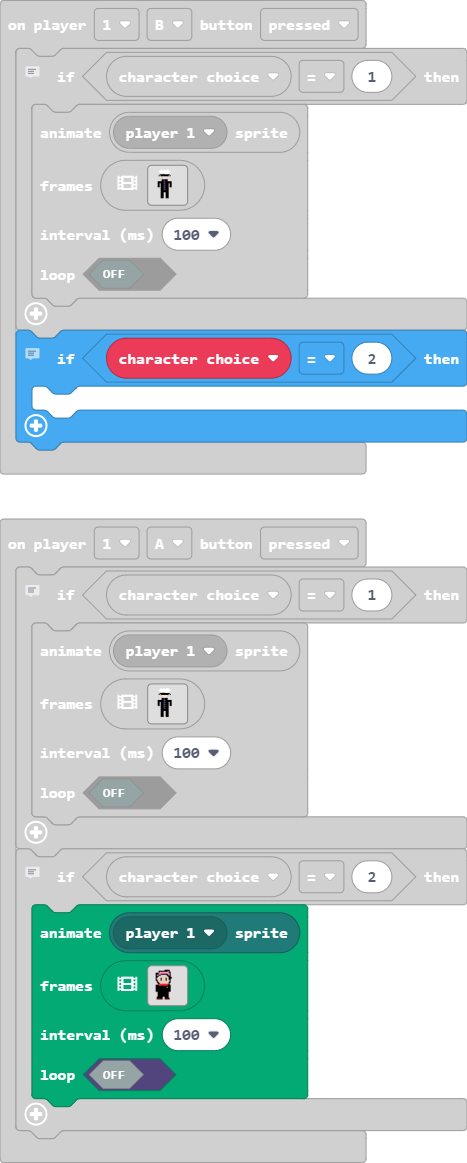 on player 1 B button pressed
if character choice = 1 then
animate player 1 sprite
frames
interval (ms) 100
loop OFF
if character choice = 2 then
on player 1 A button pressed
if character choice = 1 then
animate player 1 sprite
frames
interval (ms) 100
loop OFF
if character choice = 2 then
animate player 1 sprite
frames
interval (ms) 100
loop OFF